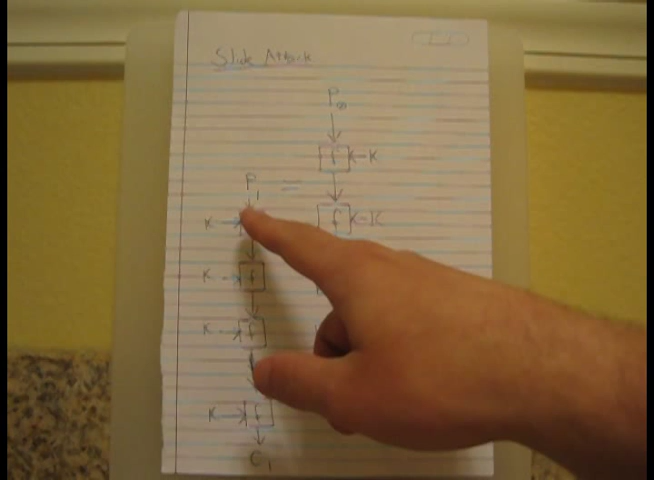 Slide Attack
P₀
f K
P₁ =
f K
K
K f
K f
K f
C₁